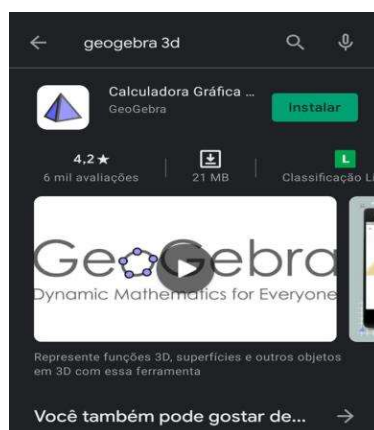 geogebra 3d
Calculadora Gráfica ...
GeoGebra
Instalar
4,2★
6 mil avaliações
21 MB
L
Classificação Li
GeoGebra
Dynamic Mathematics for Everyone
Represente funções 3D, superfícies e outros objetos
em 3D com essa ferramenta
Você também pode gostar de...